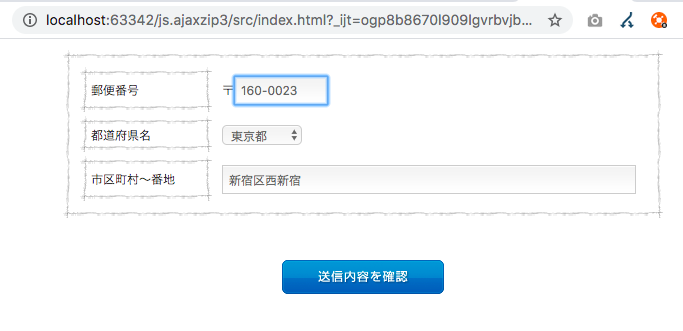 localhost:63342/js.ajaxzip3/src/index.html?_ijt=ogp8b8670l909lgvrbvjb...
郵便番号 〒160-0023
都道府県名 東京都
市区町村〜番地 新宿区西新宿
送信内容を確認